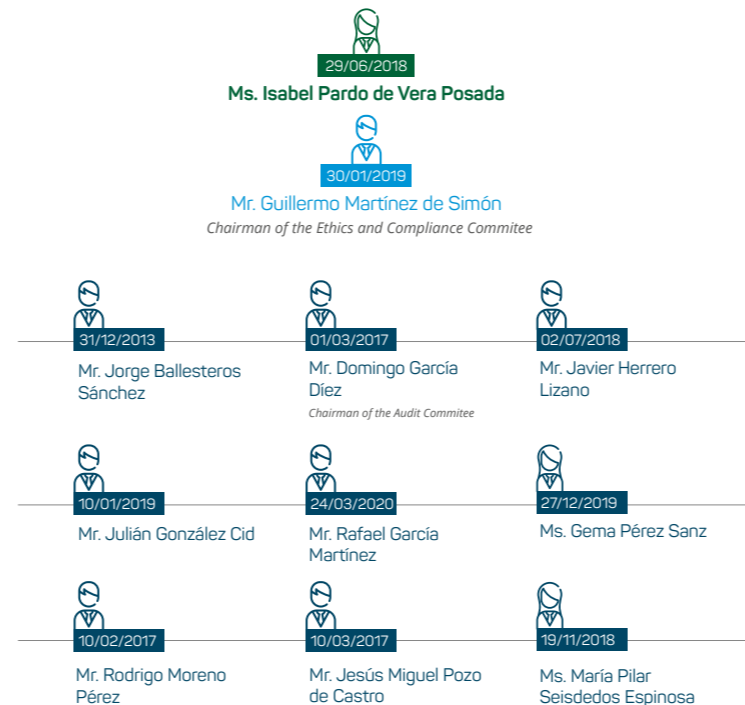 29/06/2018
Ms. Isabel Pardo de Vera Posada
30/01/2019
Mr. Guillermo Martínez de Simón
Chairman of the Ethics and Compliance Commitee
31/12/2013
Mr. Jorge Ballesteros
Sánchez
01/03/2017
Mr. Domingo García
Díez
Chairman of the Audit Commitee
02/07/2018
Mr. Javier Herrero
Lizano
10/01/2019
Mr. Julián González Cid
24/03/2020
Mr. Rafael García
Martínez
27/12/2019
Ms. Gema Pérez Sanz
10/02/2017
Mr. Rodrigo Moreno
Pérez
10/03/2017
Mr. Jesús Miguel Pozo
de Castro
19/11/2018
Ms. María Pilar
Seisdedos Espinosa